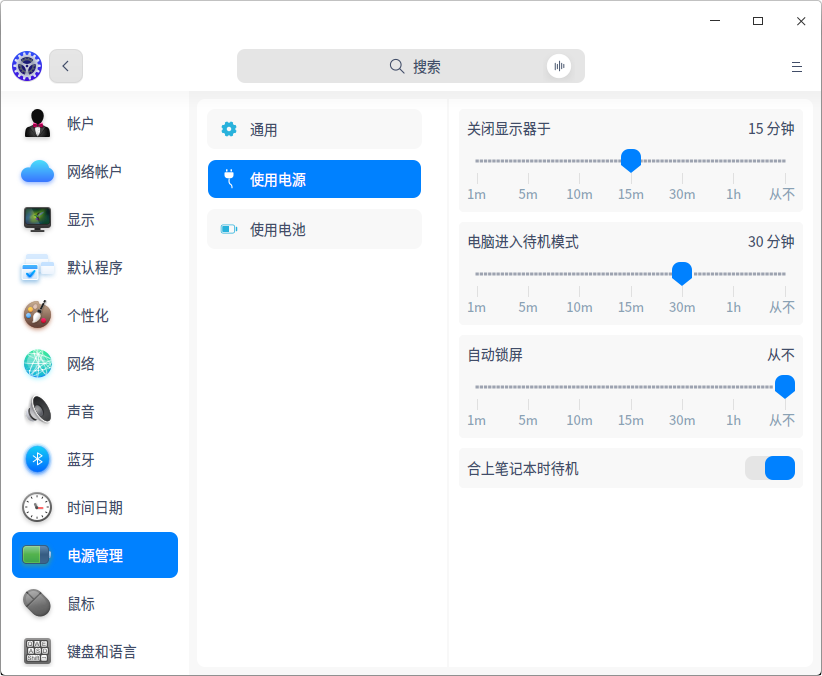 搜索
帐户
网络帐户
显示
默认程序
个性化
网络
声音
蓝牙
时间日期
电源管理
鼠标
键盘和语言
通用
使用电源
使用电池
关闭显示器于 15 分钟
1m 5m 10m 15m 30m 1h 从不
电脑进入待机模式 30 分钟
1m 5m 10m 15m 30m 1h 从不
自动锁屏 从不
1m 5m 10m 15m 30m 1h 从不
合上笔记本时待机